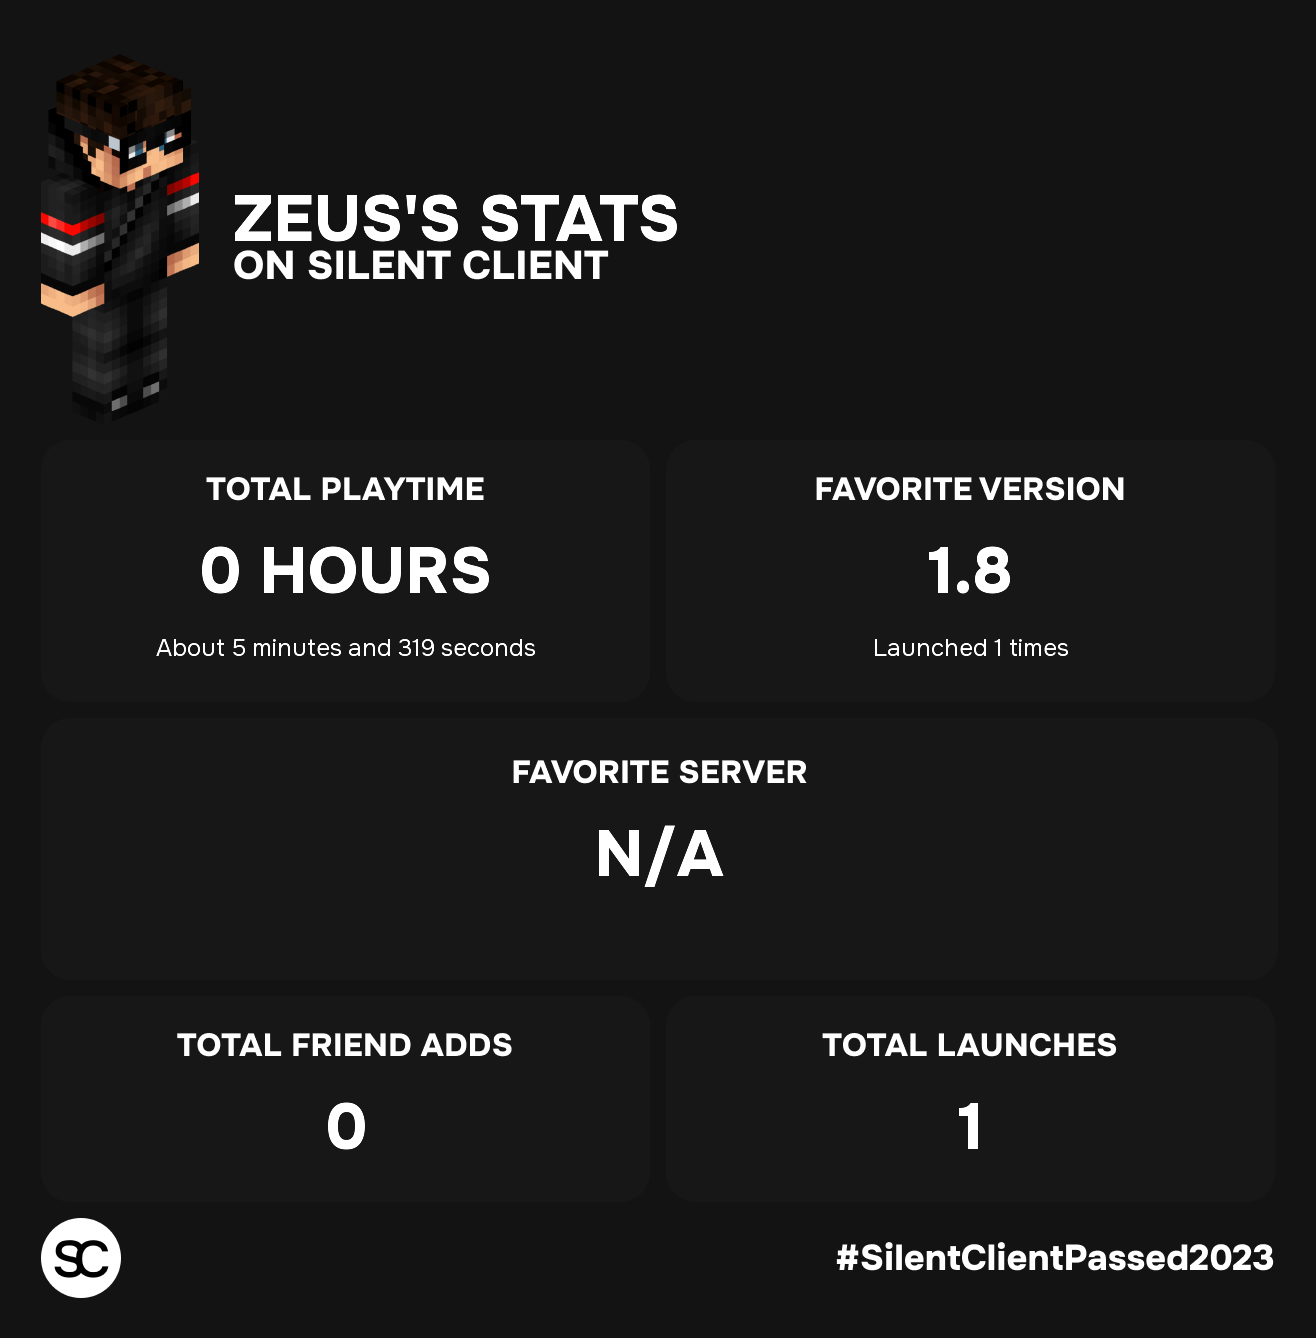 ZEUS'S STATS
ON SILENT CLIENT
TOTAL PLAYTIME
0 HOURS
About 5 minutes and 319 seconds
FAVORITE VERSION
1.8
Launched 1 times
FAVORITE SERVER
N/A
TOTAL FRIEND ADDS
0
TOTAL LAUNCHES
1
SC
#SilentClientPassed2023